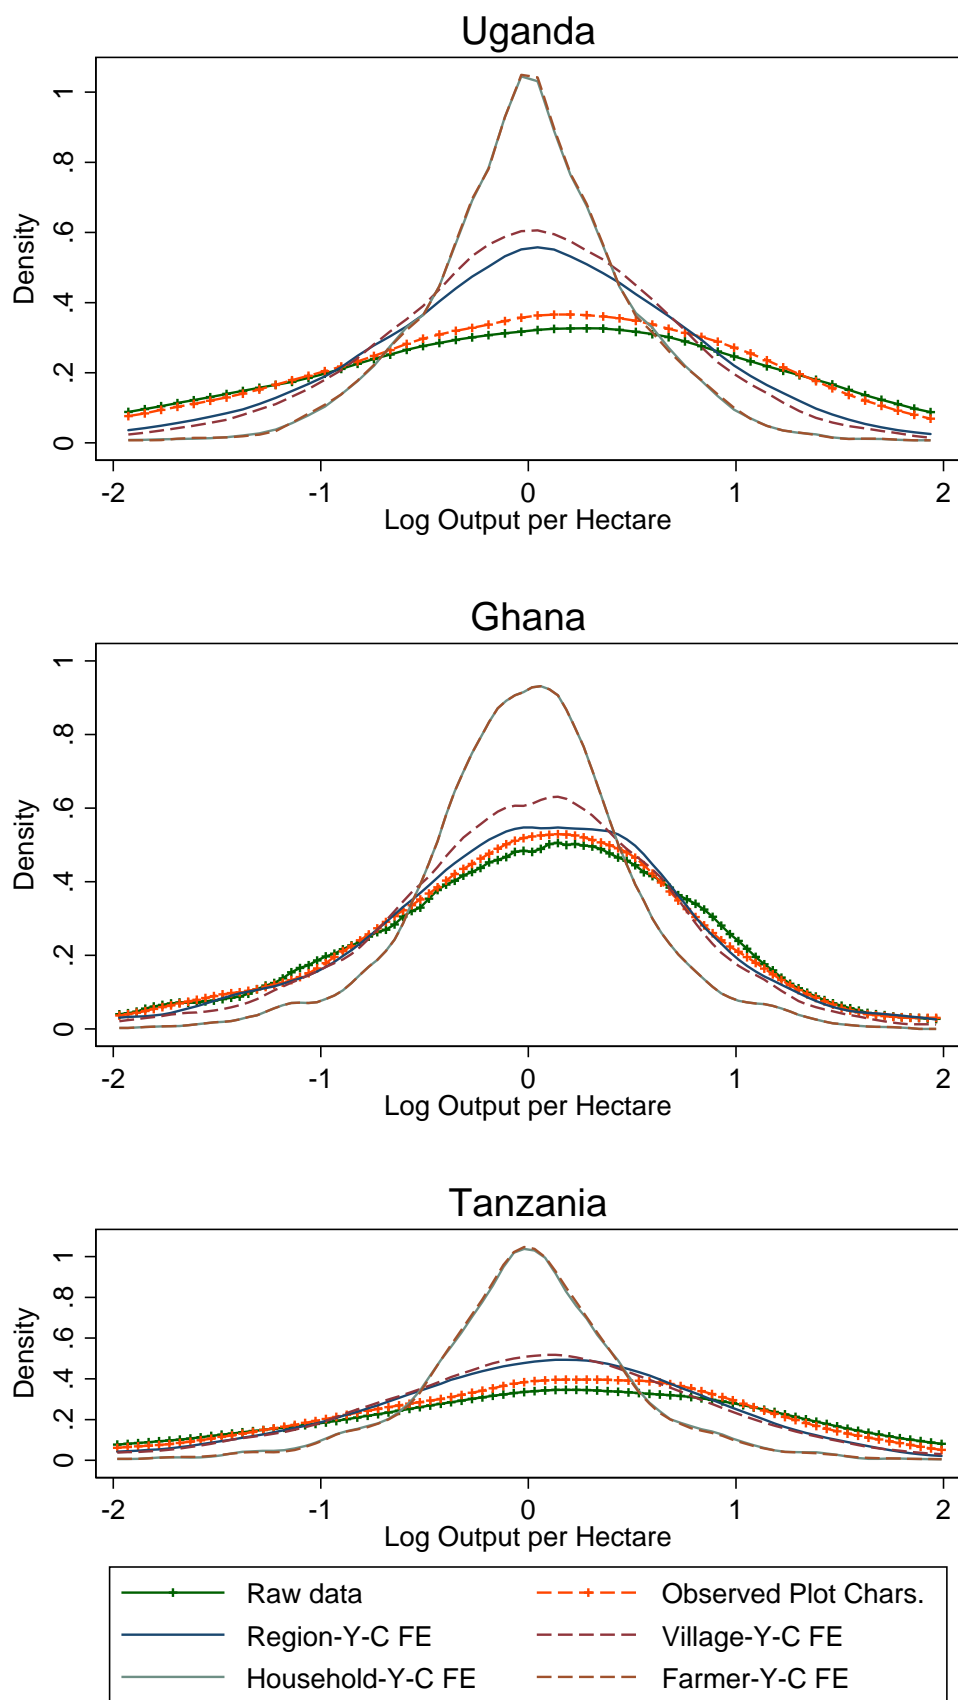 Uganda
1
.8
.6
.4
.2
0
Density
-2 -1 0 1 2
Log Output per Hectare
Ghana
1
.8
.6
.4
.2
0
Density
-2 -1 0 1 2
Log Output per Hectare
Tanzania
1
.8
.6
.4
.2
0
Density
-2 -1 0 1 2
Log Output per Hectare
Raw data Observed Plot Chars.
Region-Y-C FE Village-Y-C FE
Household-Y-C FE Farmer-Y-C FE